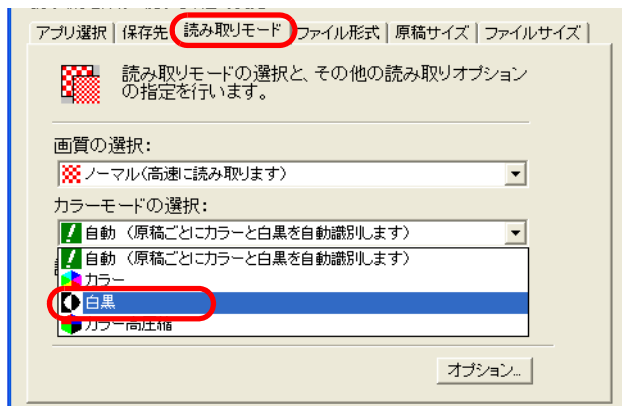 アプリ選択 保存先 読み取りモード ファイル形式 原稿サイズ ファイルサイズ
読み取りモードの選択と、その他の読み取りオプション
の指定を行います。
画質の選択:
ノーマル(高速に読み取ります)
カラーモードの選択:
自動 (原稿ごとにカラーと白黒を自動識別します)
自動 (原稿ごとにカラーと白黒を自動識別します)
カラー
白黒
カラー高圧縮
オプション...